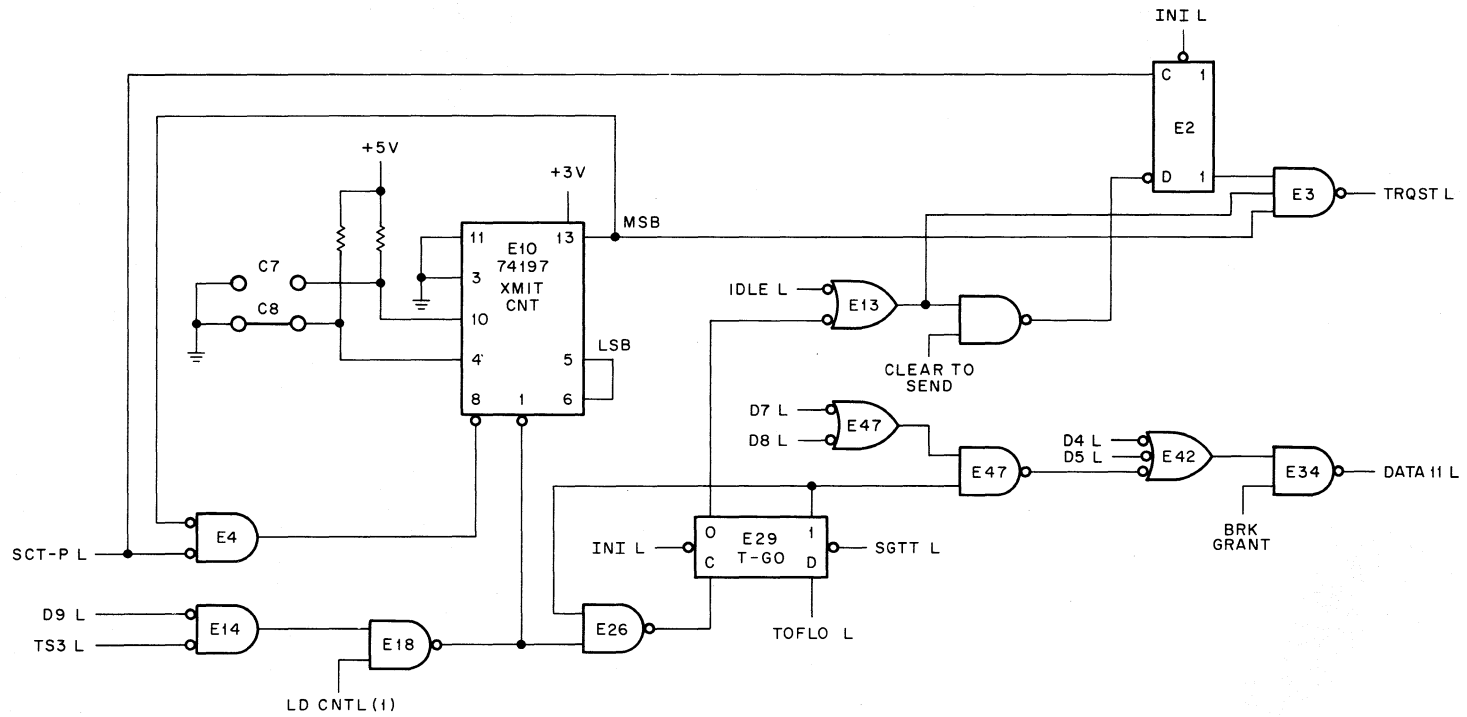 INI L
C 1
E2
D 1
E3
TRQST L
+5V
+3V
MSB
11
13
E10
74197
3
XMIT
CNT
10
4
LSB
5
8
1
6
C7
C8
IDLE L
E13
CLEAR TO
SEND
D7 L
D8 L
E47
E47
D4 L
D5 L
E42
E34
DATA 11 L
BRK
GRANT
SCT-P L
E4
0
1
E29
T-GO
C
D
INI L
SGTT L
TOFLO L
D9 L
TS3 L
E14
E18
E26
LD CNTL (1)